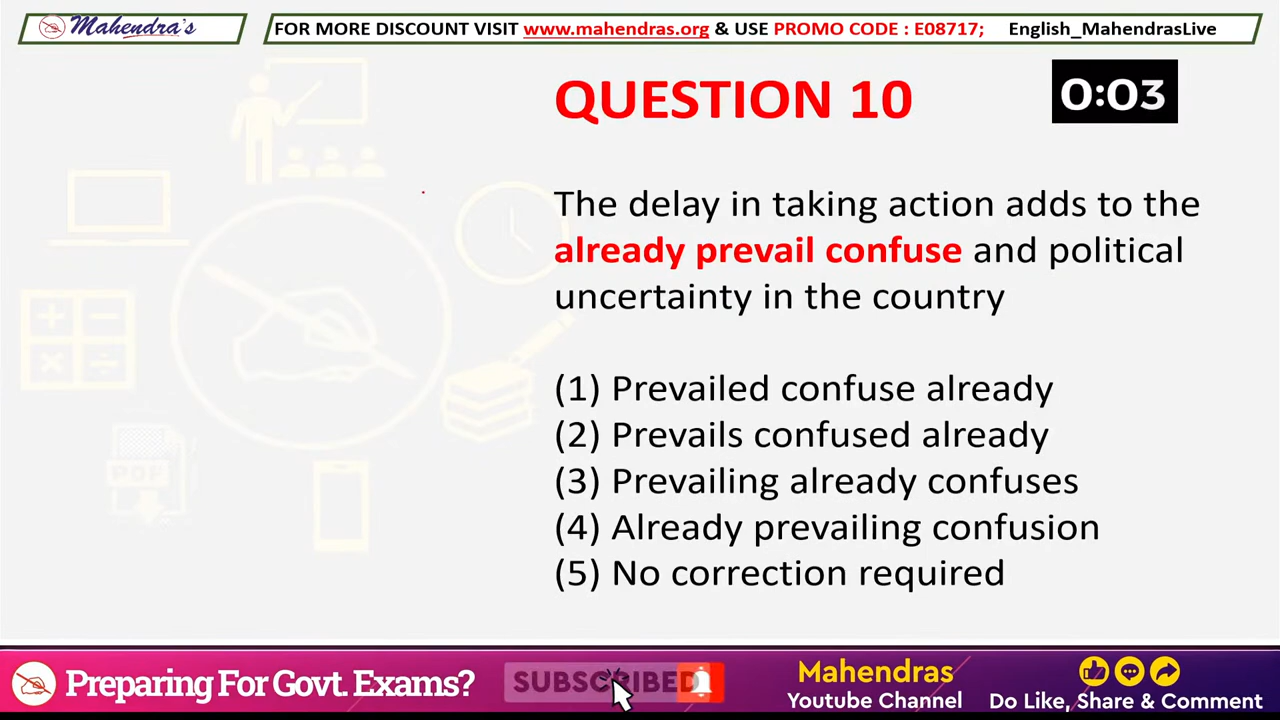 Mahendra's
FOR MORE DISCOUNT VISIT www.mahendras.org & USE PROMO CODE : E08717; English_MahendrasLive
QUESTION 10
0:03
The delay in taking action adds to the
already prevail confuse and political
uncertainty in the country
(1) Prevailed confuse already
(2) Prevails confused already
(3) Prevailing already confuses
(4) Already prevailing confusion
(5) No correction required
PDF
Preparing For Govt. Exams?
SUBSCRIBED
Mahendras
Youtube Channel
Do Like, Share & Comment